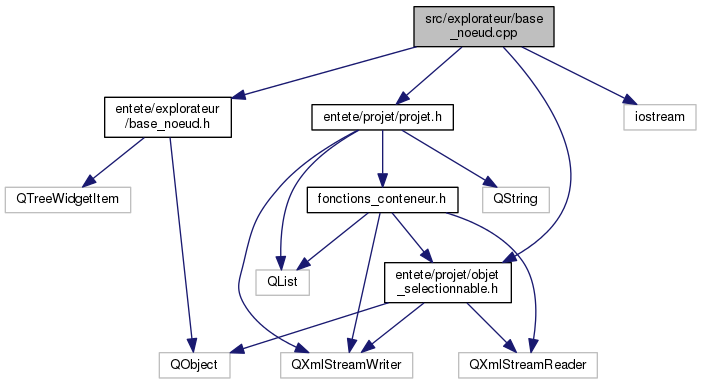 src/explorateur/base
_noeud.cpp
entete/explorateur
/base_noeud.h
entete/projet/projet.h
iostream
QTreeWidgetItem
fonctions_conteneur.h
QString
QList
entete/projet/objet
_selectionnable.h
QObject
QXmlStreamWriter
QXmlStreamReader